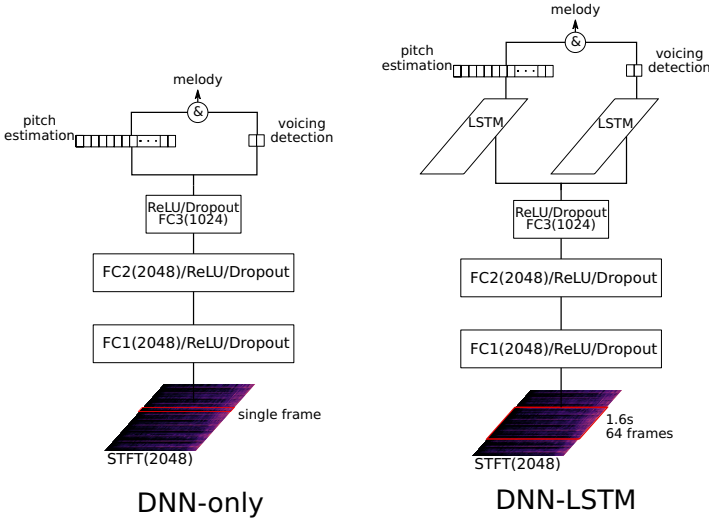 melody
&
pitch
estimation
. . .
voicing
detection
ReLU/Dropout
FC3(1024)
FC2(2048)/ReLU/Dropout
FC1(2048)/ReLU/Dropout
single frame
STFT(2048)
DNN-only
melody
&
pitch
estimation
. . .
voicing
detection
LSTM
LSTM
ReLU/Dropout
FC3(1024)
FC2(2048)/ReLU/Dropout
FC1(2048)/ReLU/Dropout
1.6s
64 frames
STFT(2048)
DNN-LSTM